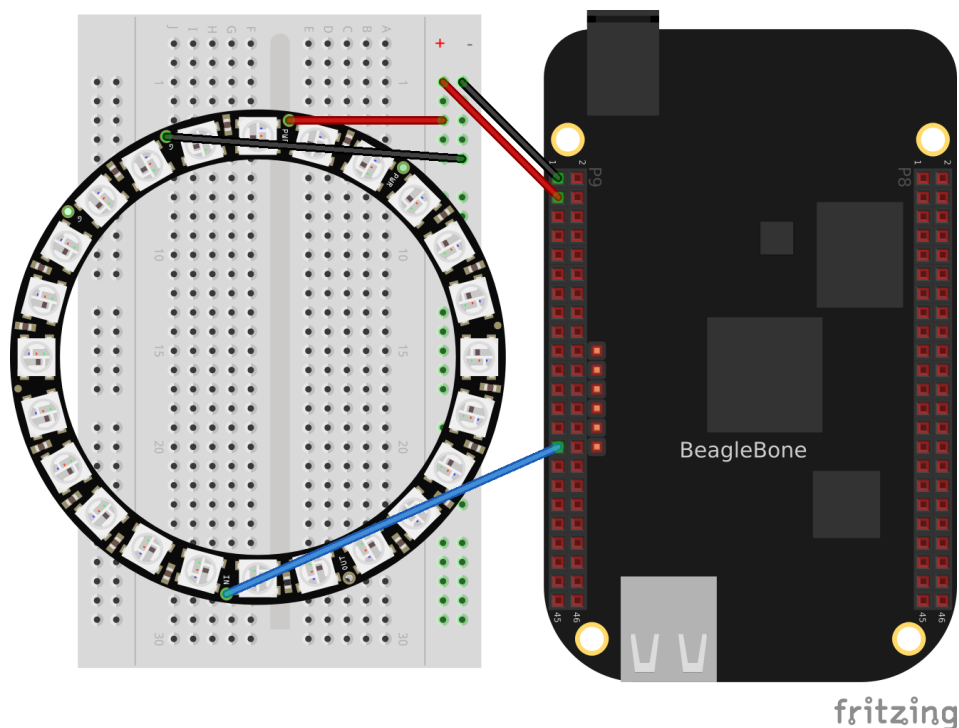 J I H G F E D C B A
+ -
1 1
PWR
G
PWR
G
1 2
P9
P8
1 2
10 10
15 15
20 20
BeagleBone
IN
OUT
30 30
45 46
45 46
fritzing